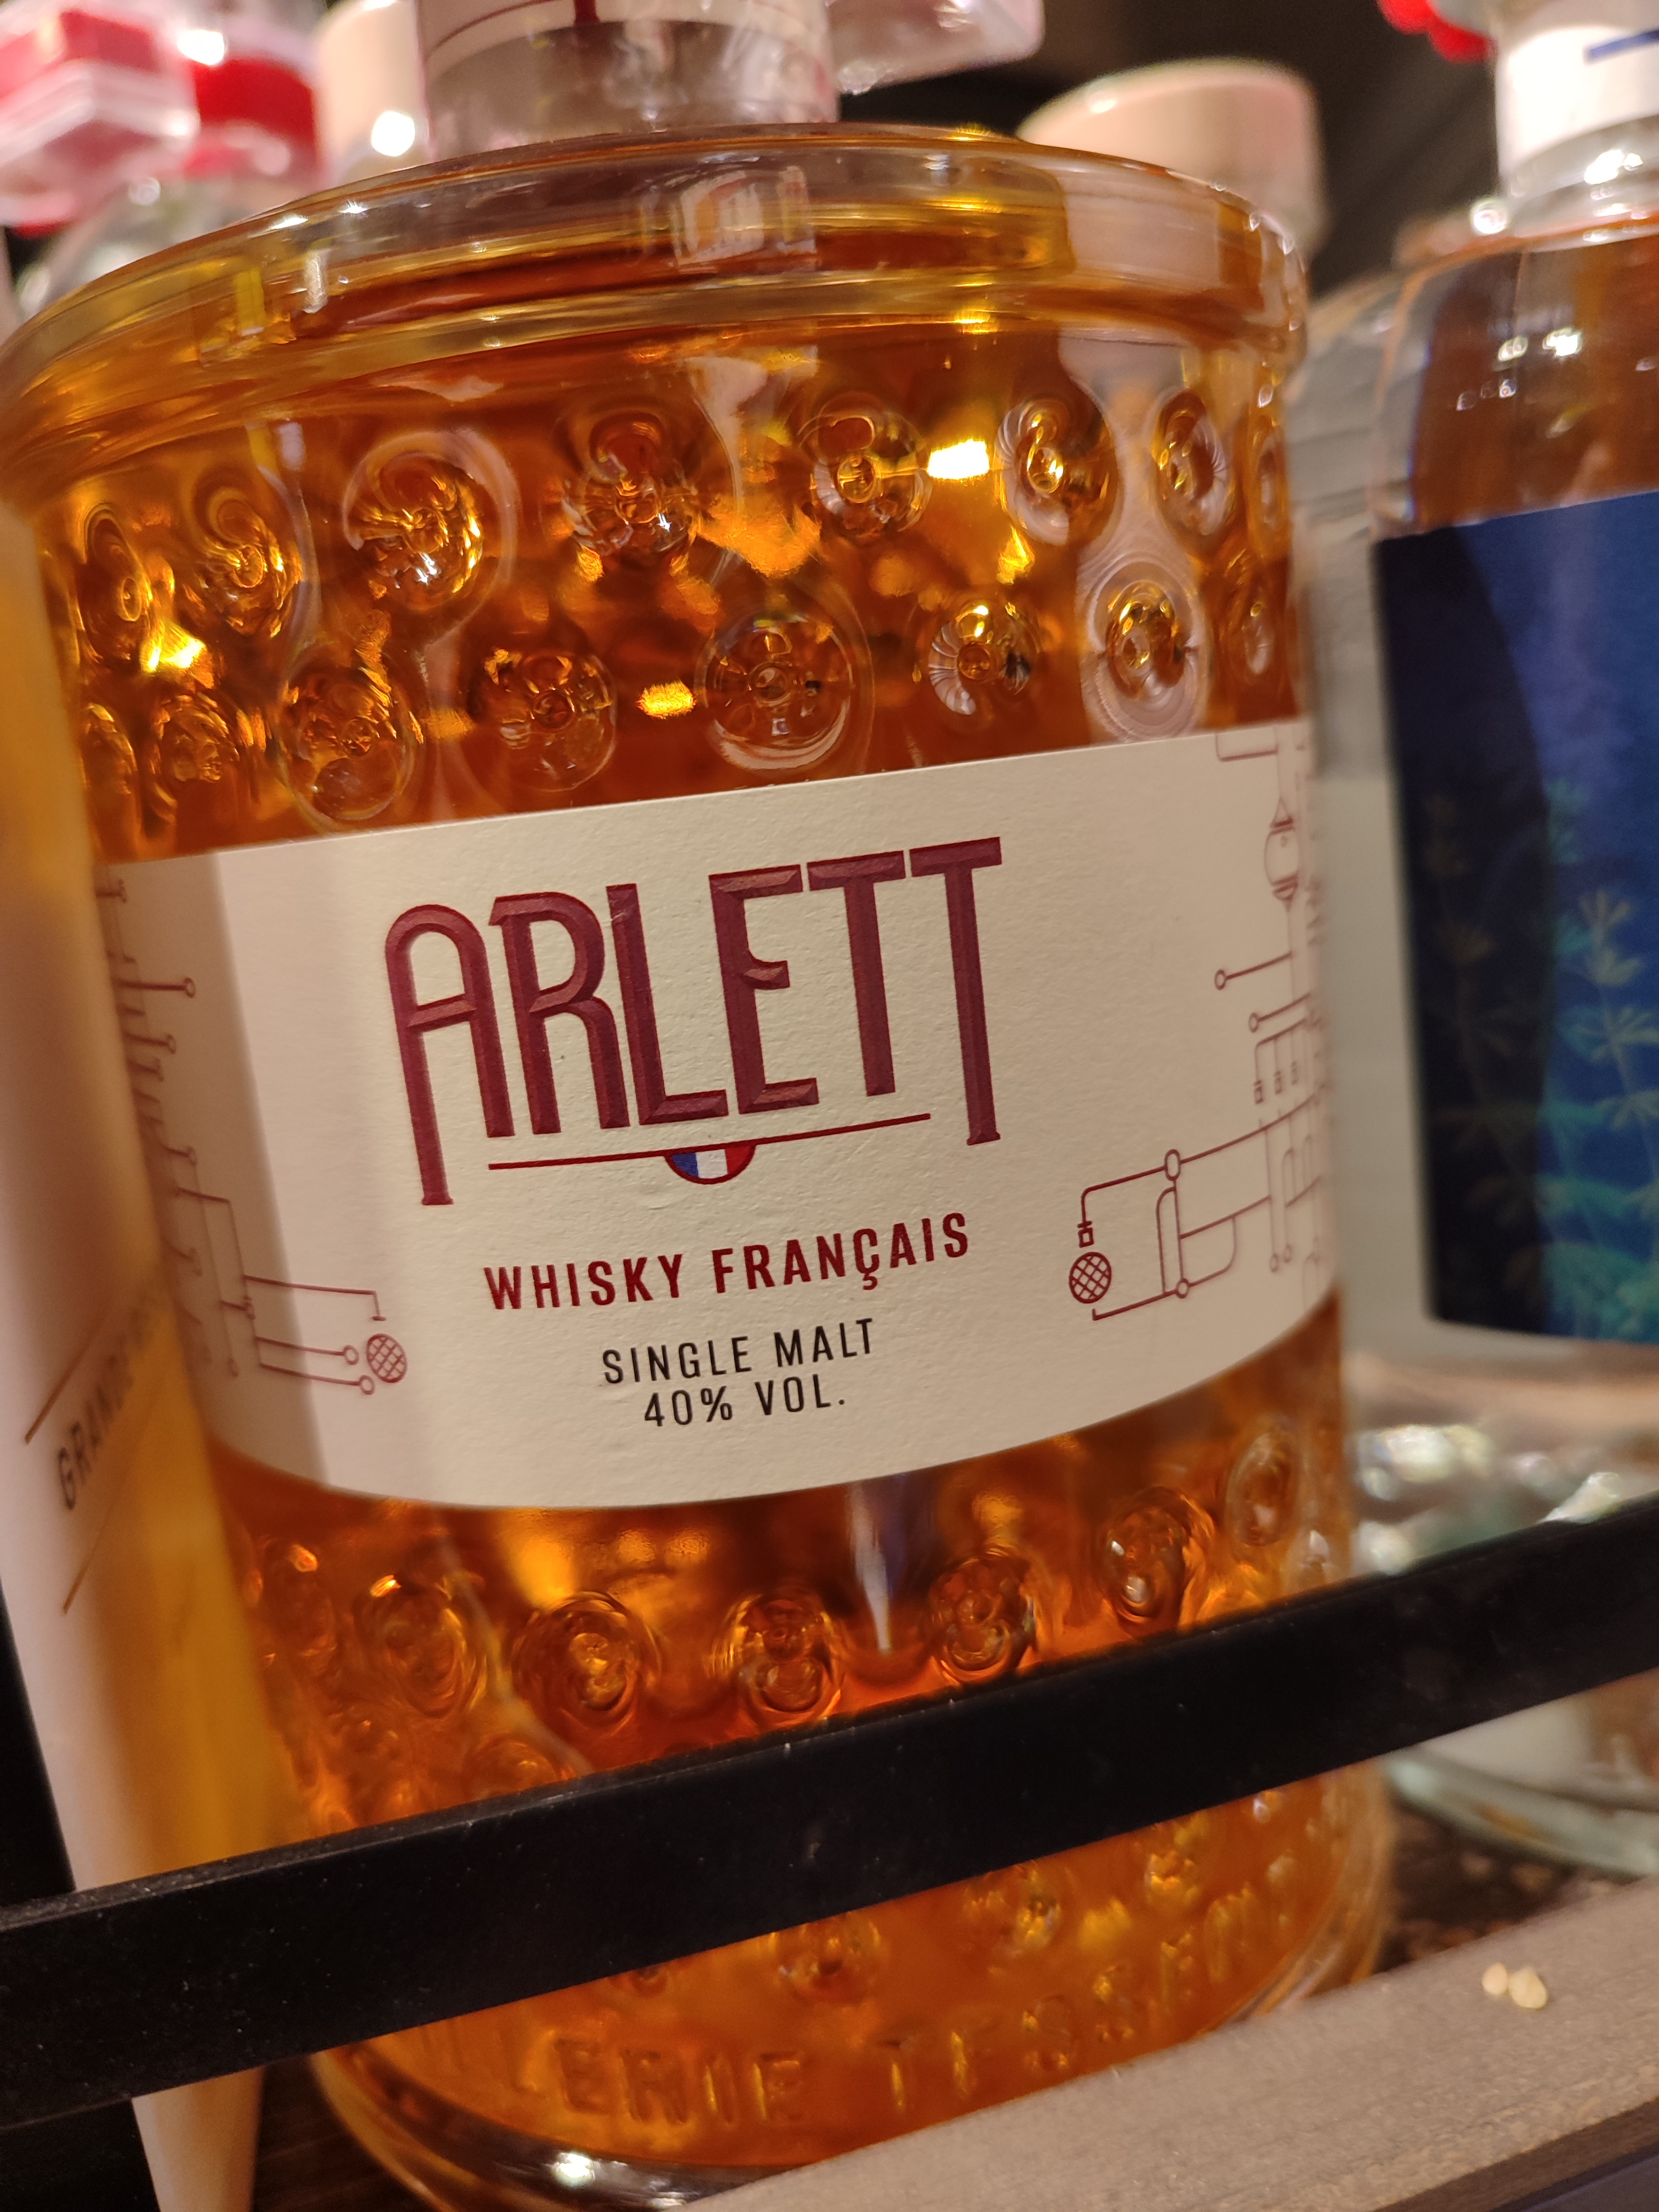 ARLETT
WHISKY FRANÇAIS
SINGLE MALT
40% VOL.